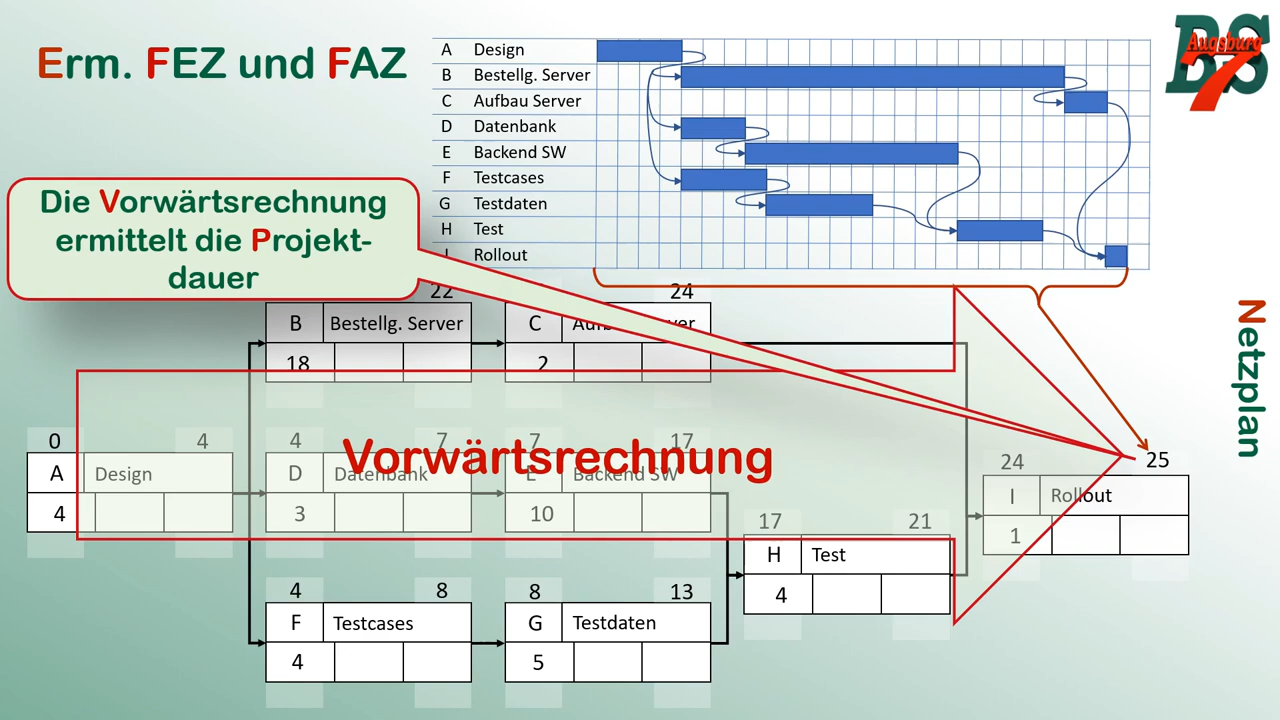 Erm. FEZ und FAZ
A Design
B Bestellg. Server
C Aufbau Server
D Datenbank
E Backend SW
F Testcases
G Testdaten
H Test
Rollout
BS
Augsburg
7
Die Vorwärtsrechnung
ermittelt die Projekt-
dauer
Netzplan
22
24
B Bestellg. Server
18
C
2
0
4
A Design
4
4
7
D Datenbank
3
7
17
E Backend SW
10
Vorwärtsrechnung
24
25
I Rollout
1
17
21
H Test
4
4
8
F Testcases
4
8
13
G Testdaten
5